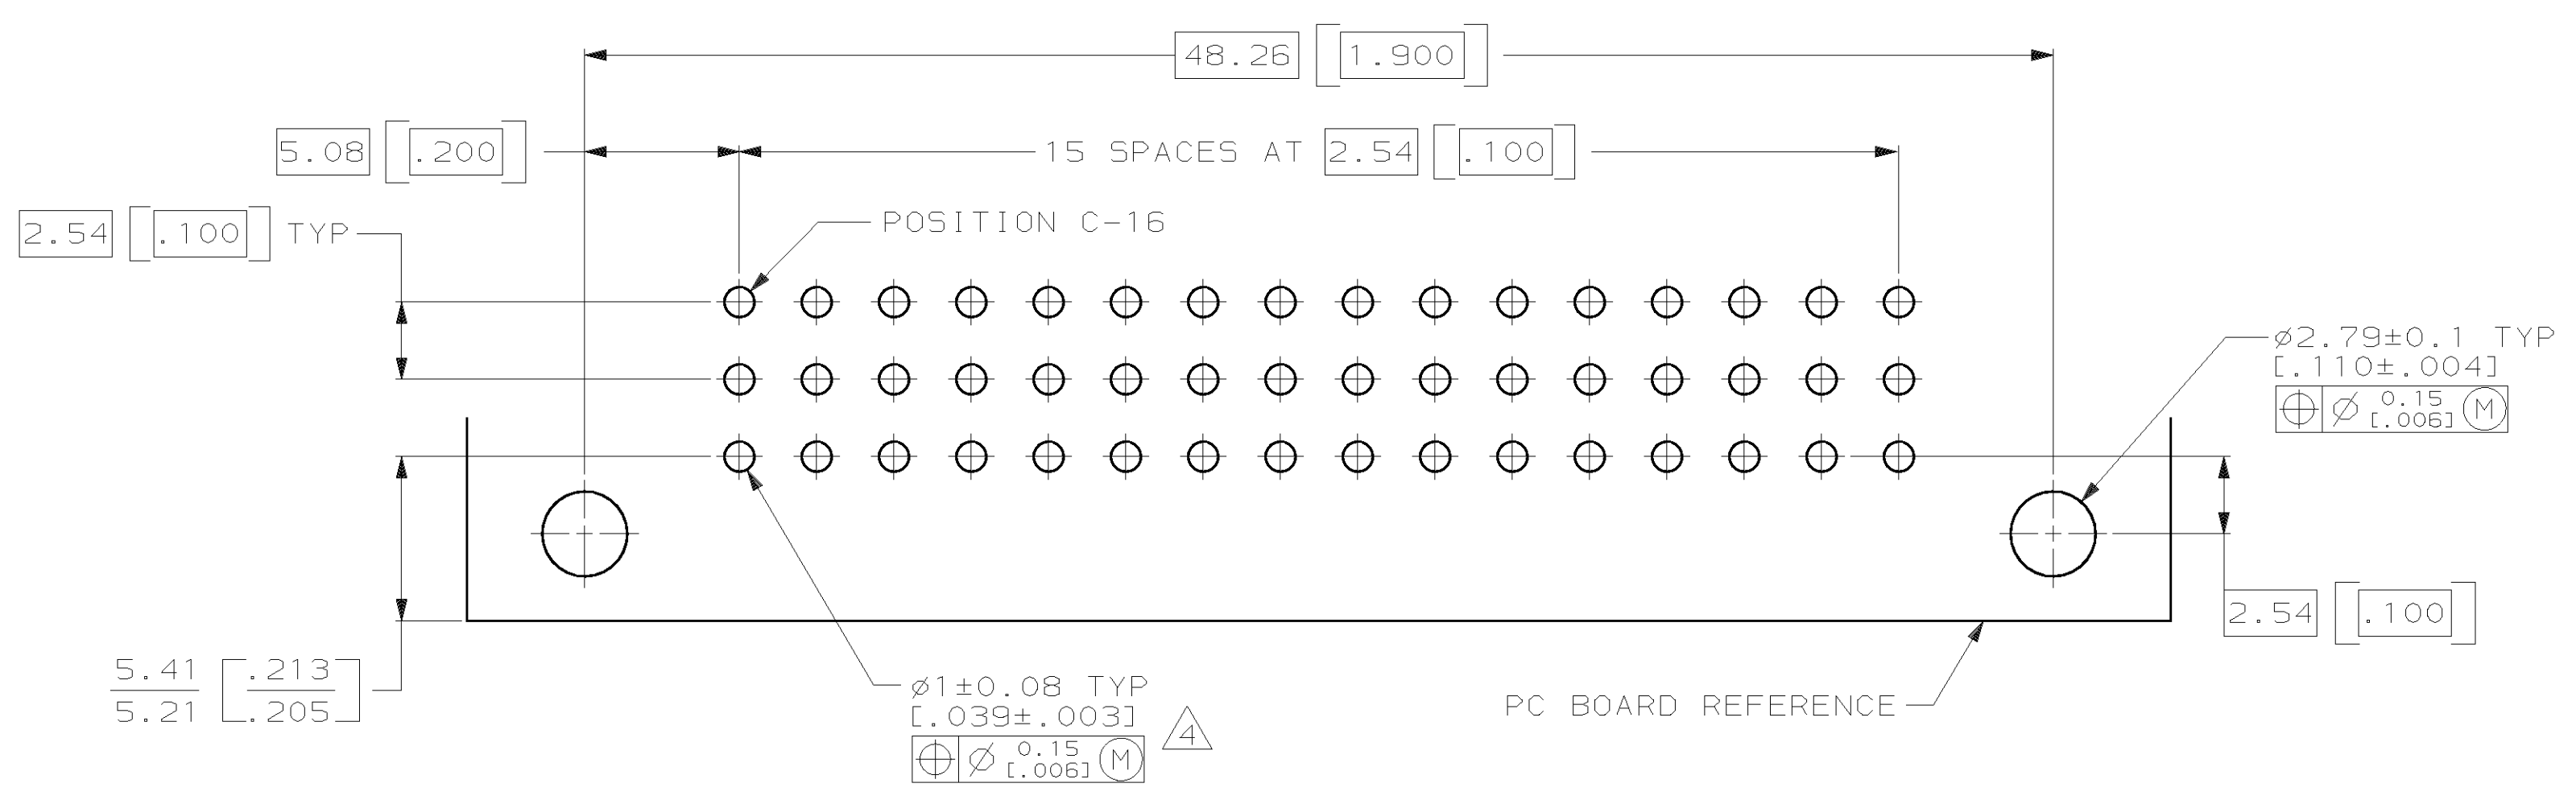 48.26 [1.900]
5.08 [.200]
15 SPACES AT 2.54 [.100]
2.54 [.100] TYP
POSITION C-16
⌀2.79±0.1 TYP
[.110±.004]
⌖ ⌀ 0.15 Ⓜ
[.006]
2.54 [.100]
5.41 [.213
5.21 .205]
⌀1±0.08 TYP
[.039±.003]
4
⌖ ⌀ 0.15 Ⓜ
[.006]
PC BOARD REFERENCE